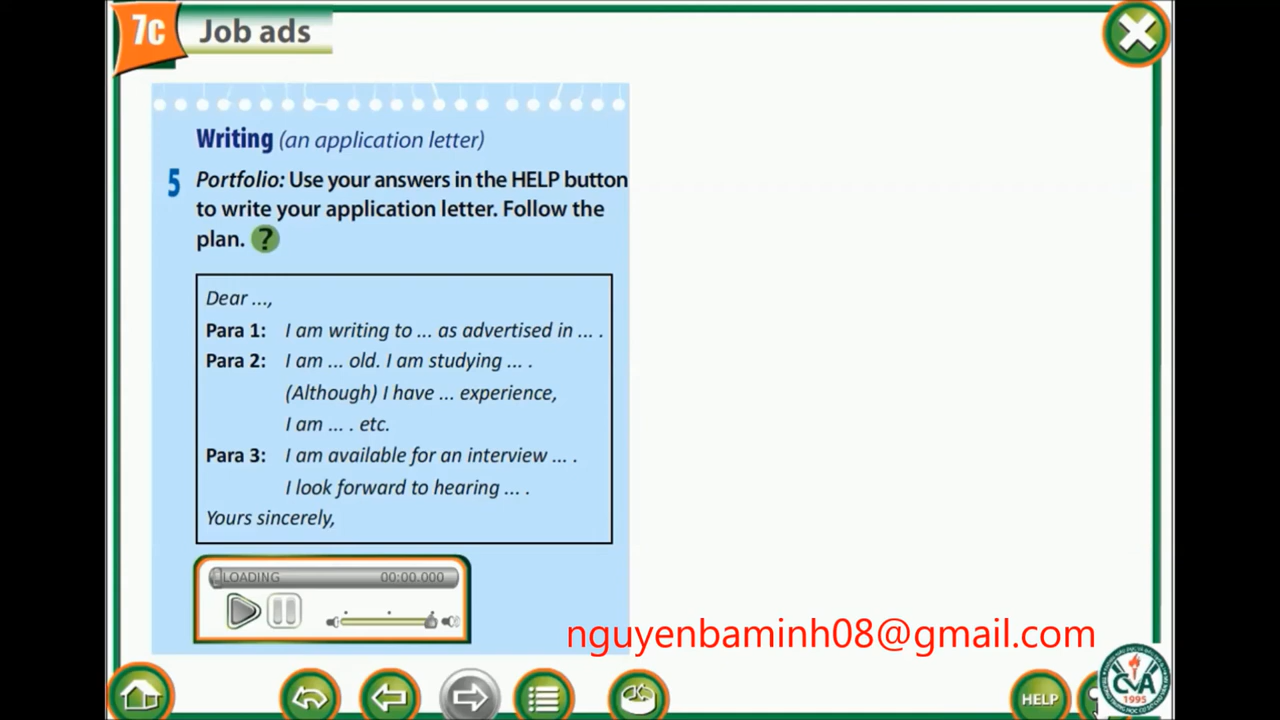 7c Job ads
Writing (an application letter)
5 Portfolio: Use your answers in the HELP button
to write your application letter. Follow the
plan. ?
Dear ...,
Para 1: I am writing to ... as advertised in ... .
Para 2: I am ... old. I am studying ... .
(Although) I have ... experience,
I am ... . etc.
Para 3: I am available for an interview ... .
I look forward to hearing ... .
Yours sincerely,
LOADING 00:00.000
nguyenbaminh08@gmail.com
HELP
CVA
1995